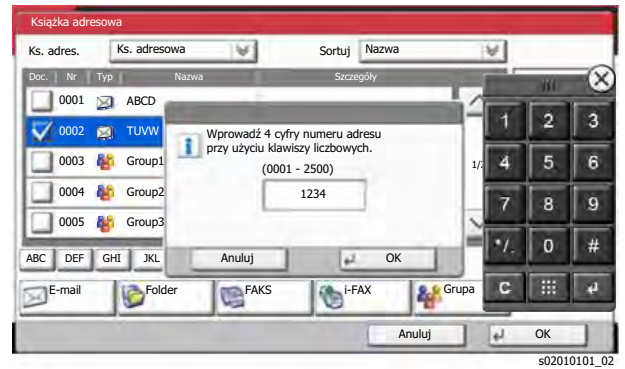 Książka adresowa
Ks. adres. Ks. adresowa Sortuj Nazwa
Doc. Nr Typ Nazwa Szczegóły
0001 ABCD
0002 TUVW
0003 Group1
0004 Group2
0005 Group3
Wprowadź 4 cyfry numeru adresu
przy użyciu klawiszy liczbowych.
(0001 - 2500)
1234
Anuluj OK
1 2 3
4 5 6
7 8 9
*/. 0 #
C
ABC DEF GHI JKL
E-mail Folder FAKS i-FAX Grupa
Anuluj OK
s02010101_02